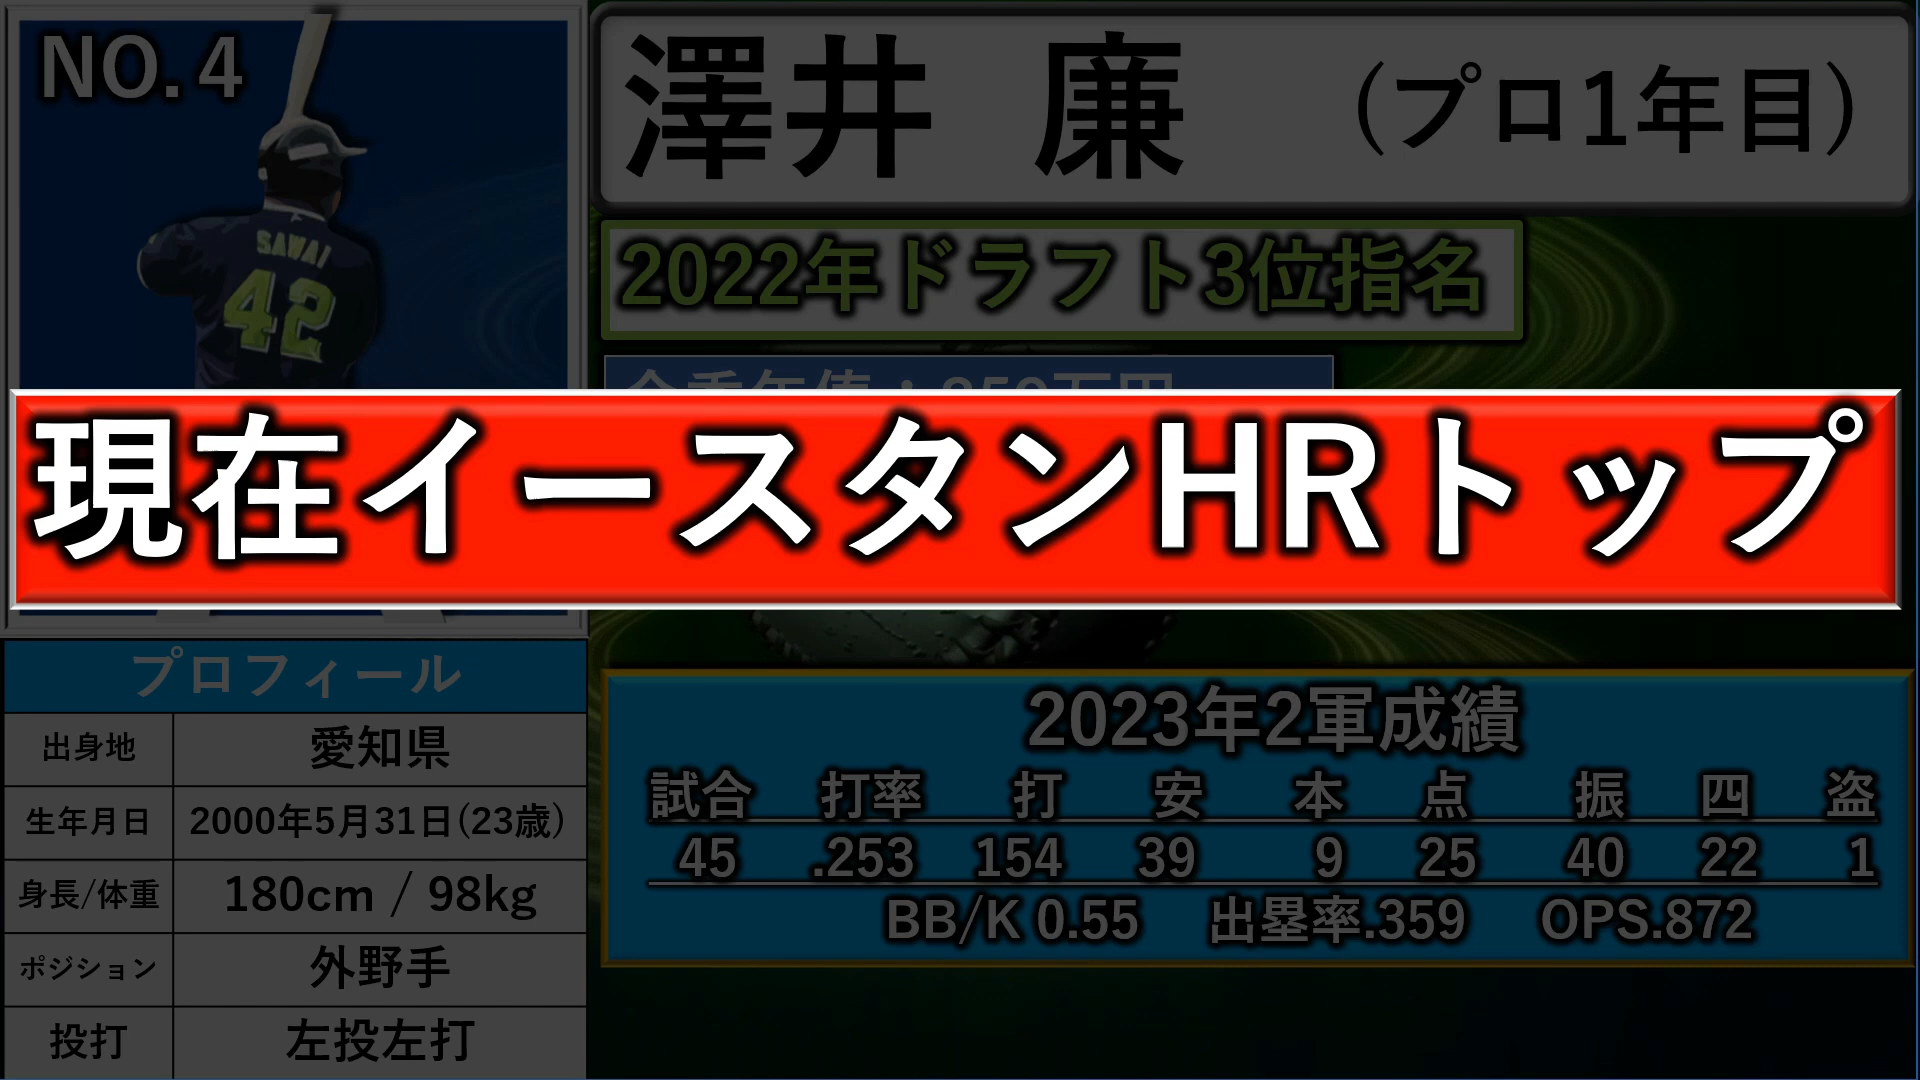 NO.4
SAWAI
42
澤井 廉 (プロ1年目)
2022年ドラフト3位指名
現在イースタンHRトップ
プロフィール
出身地 愛知県
生年月日 2000年5月31日(23歳)
身長/体重 180cm / 98kg
ポジション 外野手
投打 左投左打
2023年2軍成績
試合 打率 打 安 本 点 振 四 盗
45 .253 154 39 9 25 40 22 1
BB/K 0.55 出塁率.359 OPS.872